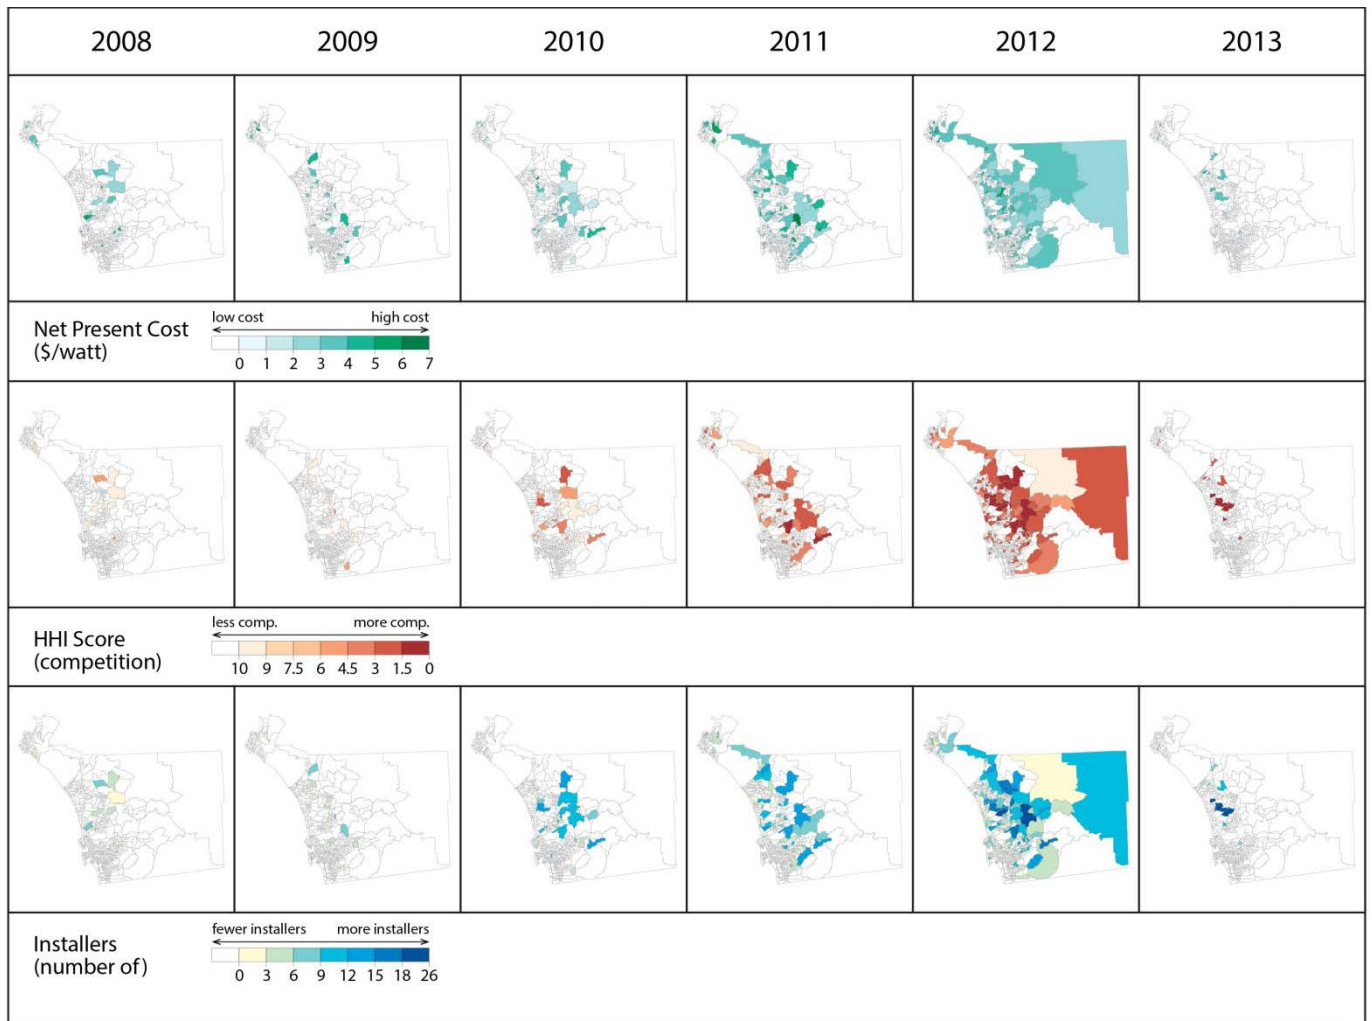 2008 2009 2010 2011 2012 2013
low cost high cost
Net Present Cost
($/watt)
0 1 2 3 4 5 6 7
less comp. more comp.
HHI Score
(competition)
10 9 7.5 6 4.5 3 1.5 0
fewer installers more installers
Installers
(number of)
0 3 6 9 12 15 18 26